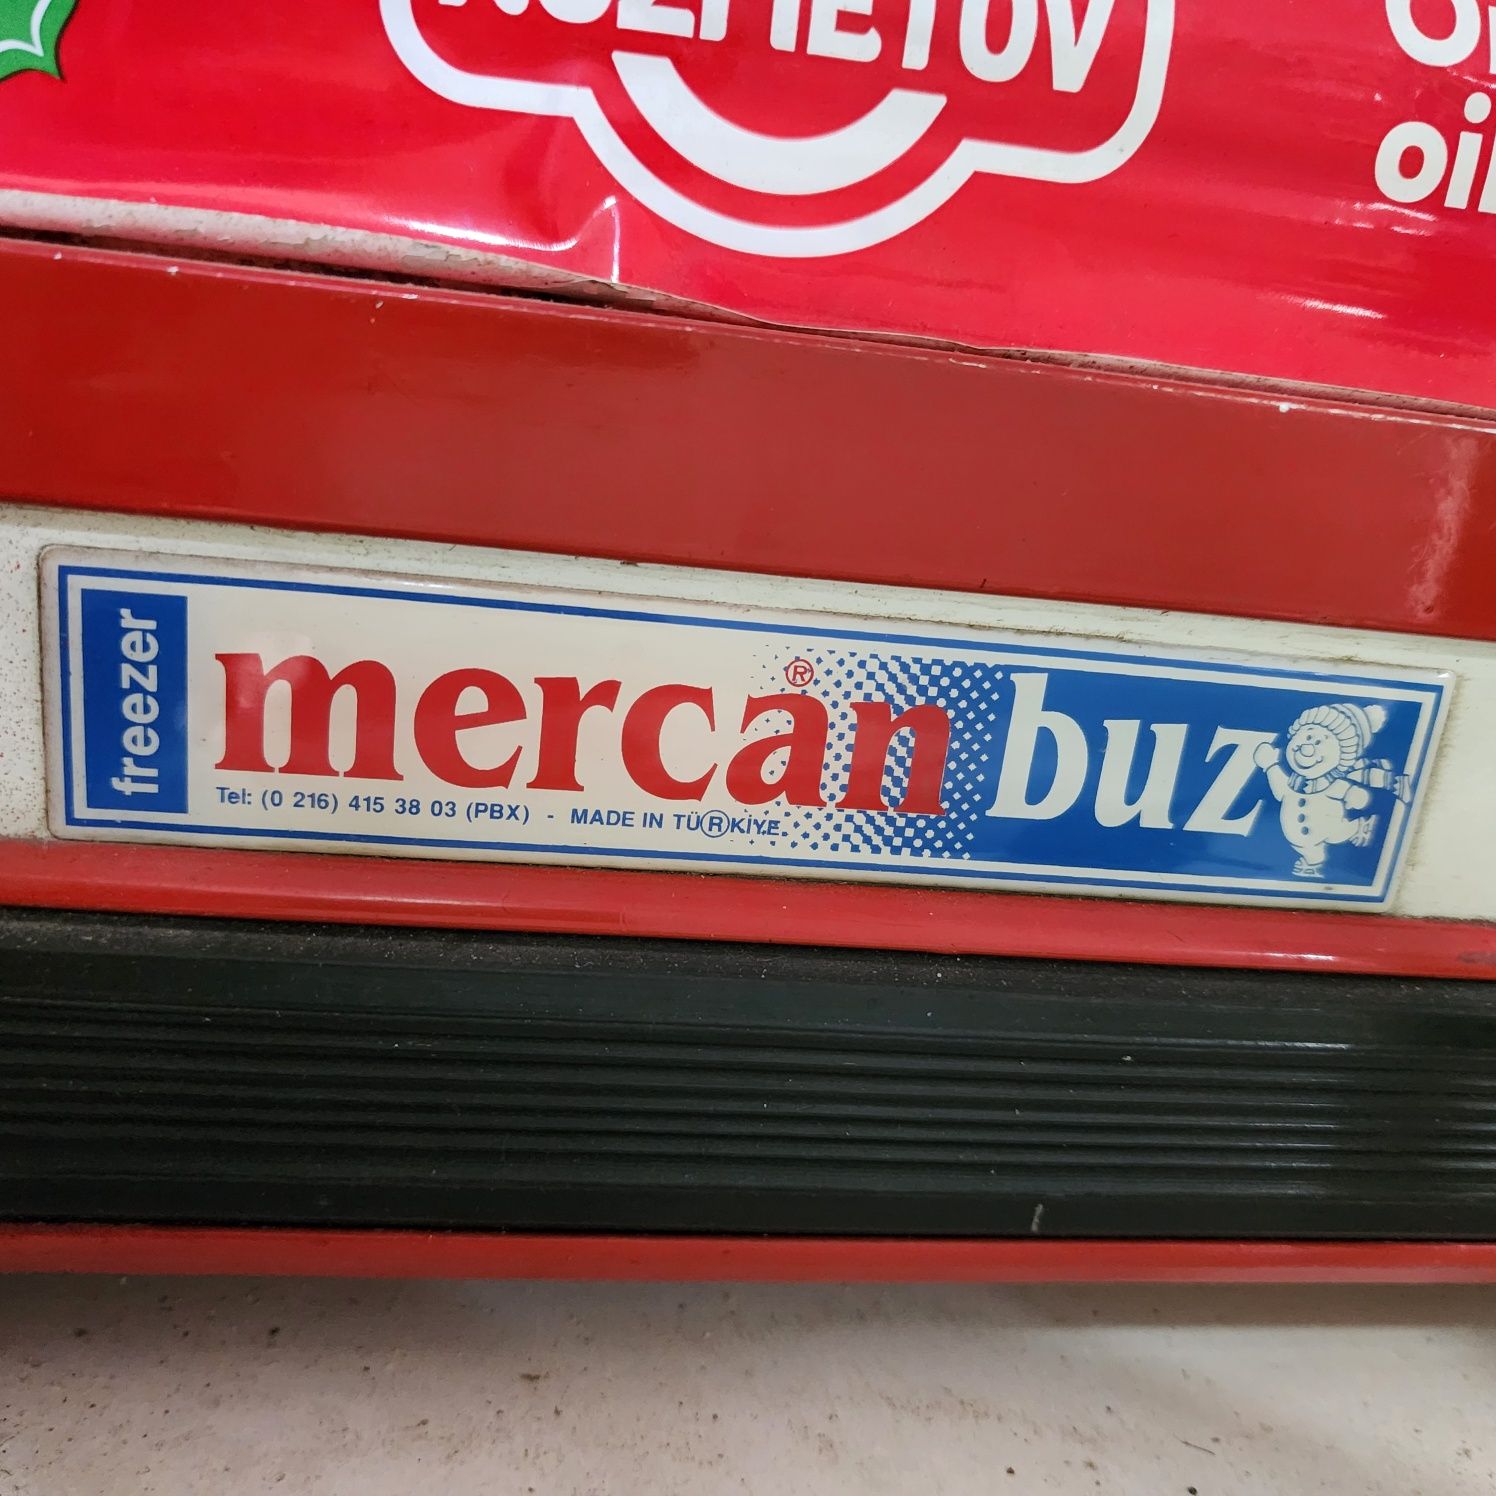 freezer
mercan® buz
Tel: (0 216) 415 38 03 (PBX) - MADE IN TÜⓇKİYE